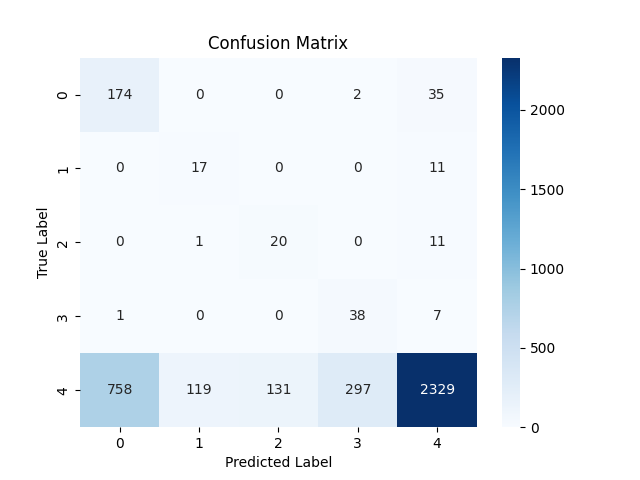 Confusion Matrix
True Label
0 174 0 0 2 35
1 0 17 0 0 11
2 0 1 20 0 11
3 1 0 0 38 7
4 758 119 131 297 2329
0 1 2 3 4
Predicted Label
2000
1500
1000
500
0